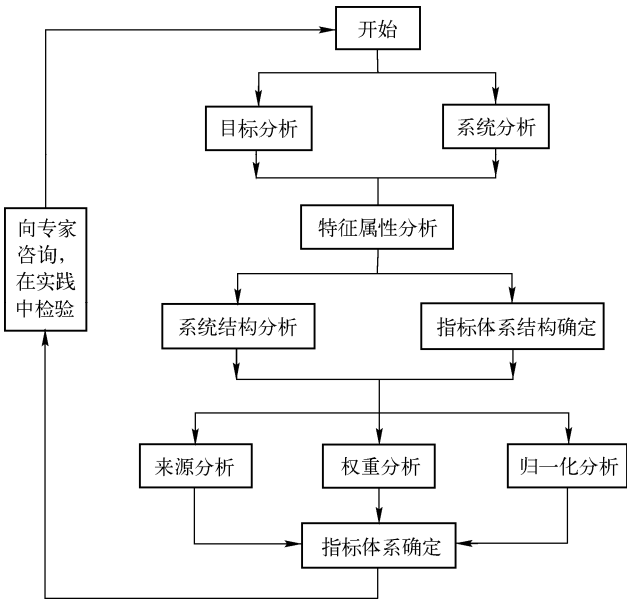 开始
目标分析
系统分析
特征属性分析
向专家
咨询，
在实践
中检验
系统结构分析
指标体系结构确定
来源分析
权重分析
归一化分析
指标体系确定